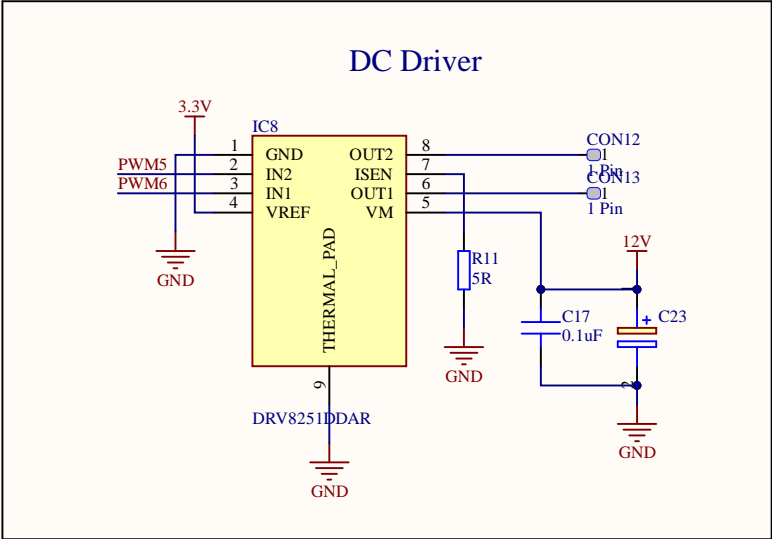 DC Driver
3.3V
IC8
1
GND
OUT2
8
CON12
1
1 Pin
PWM5
2
IN2
ISEN
7
CON13
PWM6
3
IN1
OUT1
6
1
1 Pin
4
VREF
VM
5
THERMAL_PAD
GND
R11
5R
12V
1
C17
0.1uF
+
C23
GND
9
2
DRV8251DDAR
GND
GND